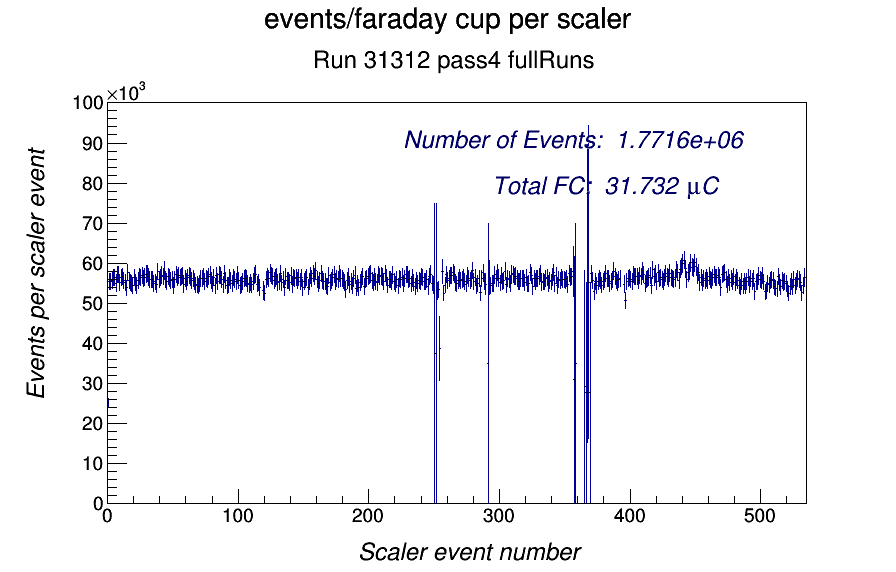 events/faraday cup per scaler
Run 31312 pass4 fullRuns
×10³
100
90
80
70
60
50
40
30
20
10
0
Number of Events: 1.7716e+06
Total FC: 31.732 μC
Events per scaler event
0 100 200 300 400 500
Scaler event number